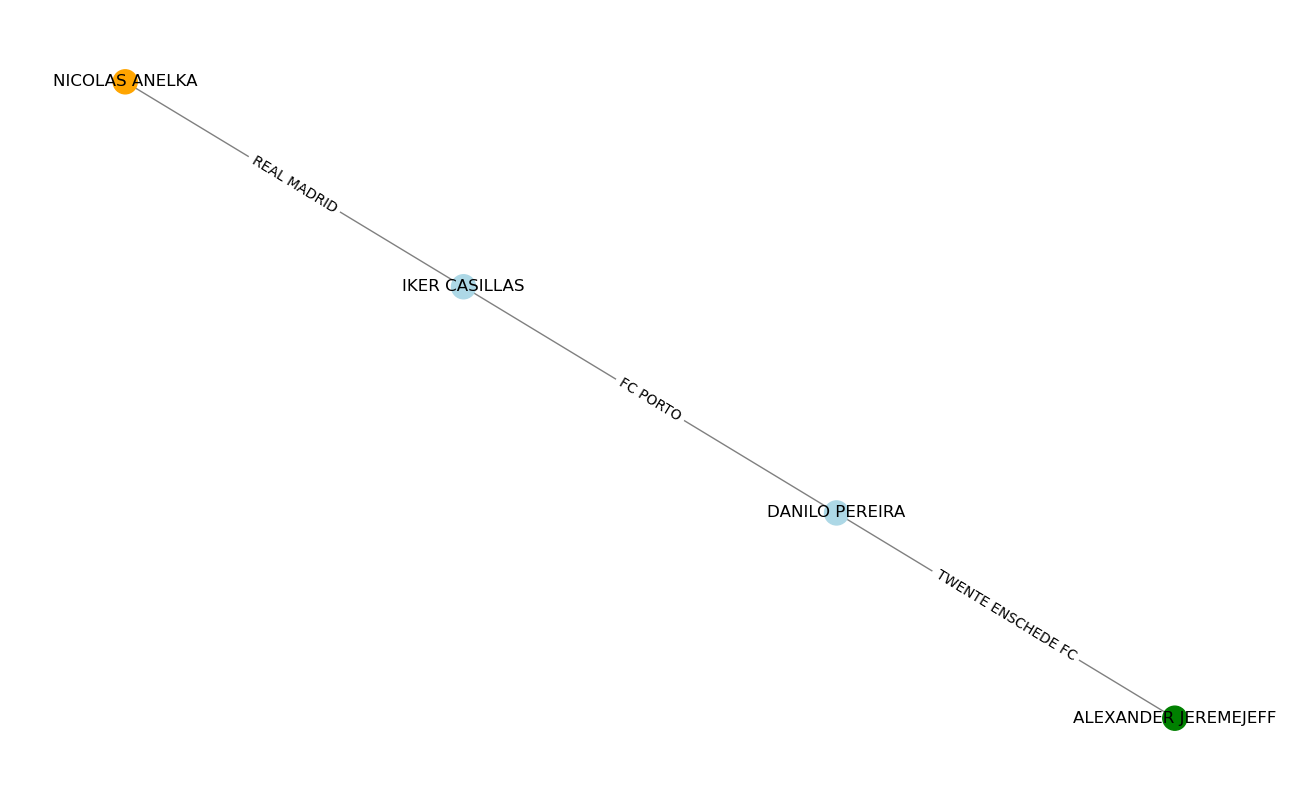 NICOLAS ANELKA
REAL MADRID
IKER CASILLAS
FC PORTO
DANILO PEREIRA
TWENTE ENSCHEDE FC
ALEXANDER JEREMEJEFF